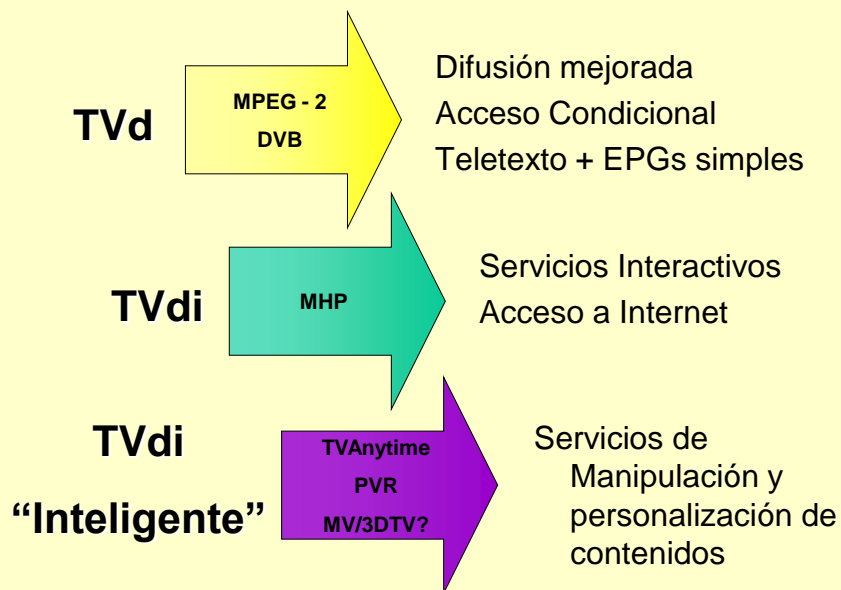 TVd
MPEG - 2
DVB
Difusión mejorada
Acceso Condicional
Teletexto + EPGs simples
TVdi
MHP
Servicios Interactivos
Acceso a Internet
TVdi
“Inteligente”
TVAnytime
PVR
MV/3DTV?
Servicios de
Manipulación y
personalización de
contenidos